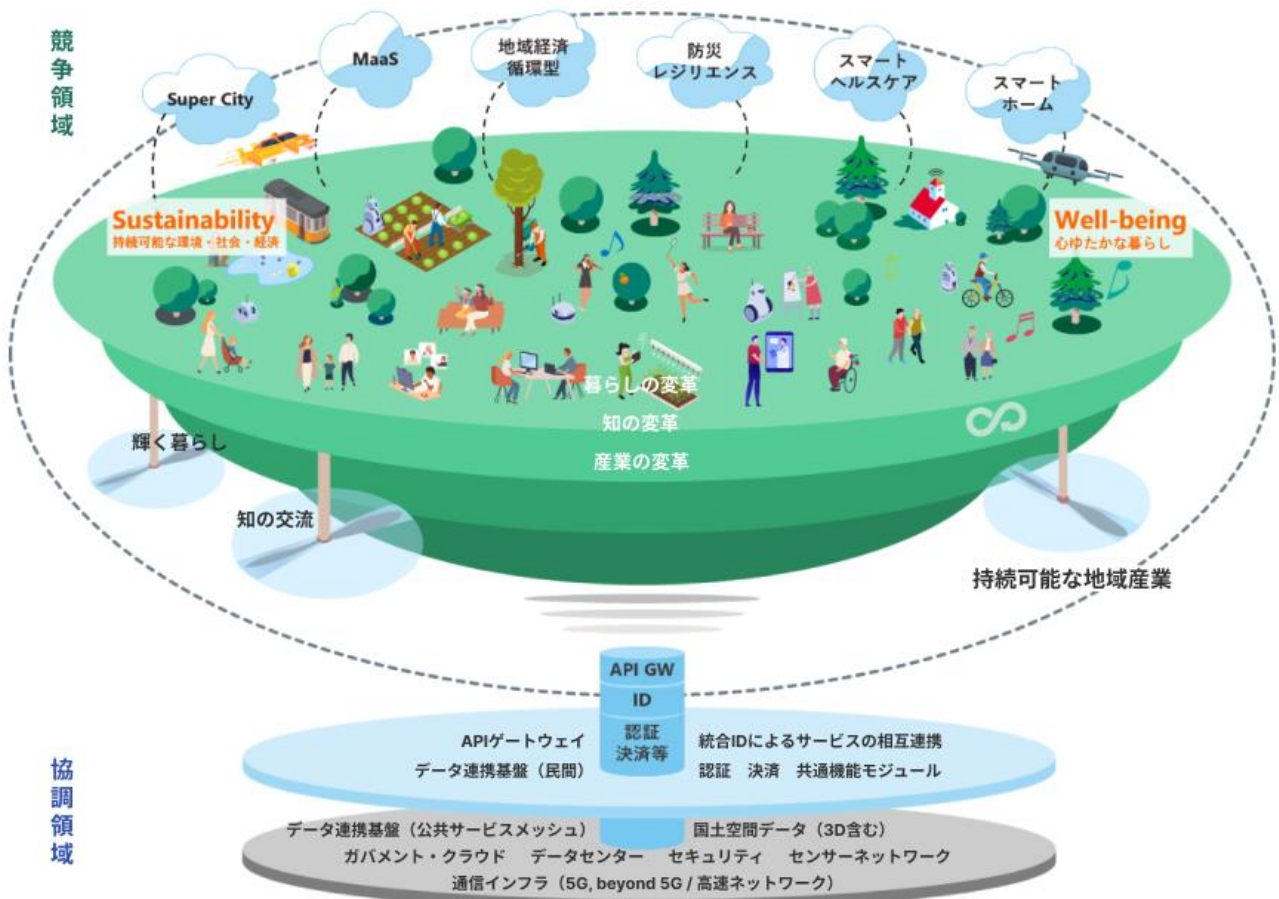 競争領域
Super City
MaaS
地域経済
循環型
防災
レジリエンス
スマート
ヘルスケア
スマート
ホーム
Sustainability
持続可能な環境・社会・経済
Well-being
心ゆたかな暮らし
暮らしの変革
知の変革
産業の変革
輝く暮らし
知の交流
持続可能な地域産業
協調領域
API GW
ID
認証
決済等
APIゲートウェイ
データ連携基盤（民間）
統合IDによるサービスの相互連携
認証 決済 共通機能モジュール
データ連携基盤（公共サービスメッシュ）
国土空間データ（3D含む）
ガバメント・クラウド データセンター セキュリティ センサーネットワーク
通信インフラ（5G, beyond 5G / 高速ネットワーク）